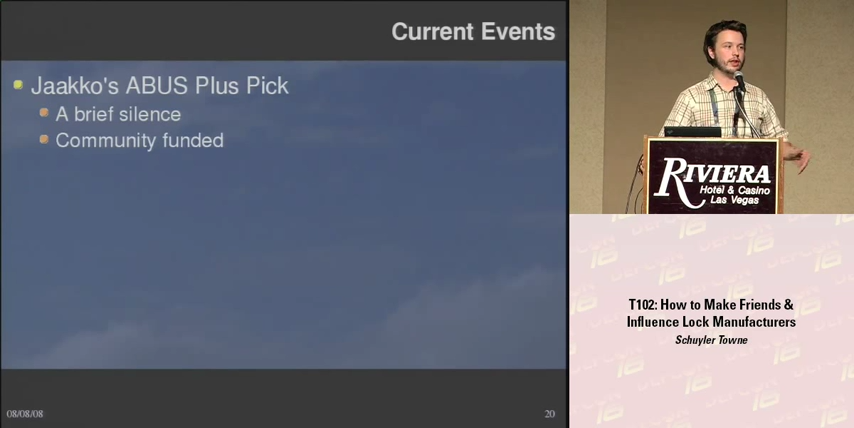 Current Events
Jaakko's ABUS Plus Pick
A brief silence
Community funded
08/08/08
20
RIVIERA
Hotel & Casino
Las Vegas
T102: How to Make Friends &
Influence Lock Manufacturers
Schuyler Towne